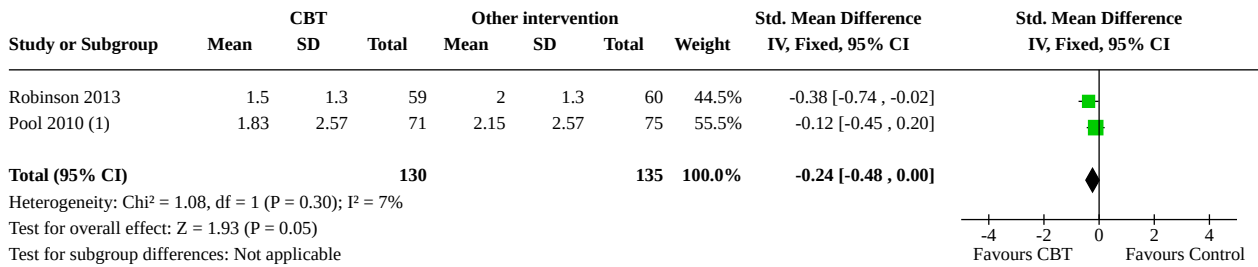 CBT Other intervention Std. Mean Difference Std. Mean Difference
Study or Subgroup Mean SD Total Mean SD Total Weight IV, Fixed, 95% CI IV, Fixed, 95% CI
Robinson 2013 1.5 1.3 59 2 1.3 60 44.5% -0.38 [-0.74 , -0.02]
Pool 2010 (1) 1.83 2.57 71 2.15 2.57 75 55.5% -0.12 [-0.45 , 0.20]
Total (95% CI) 130 135 100.0% -0.24 [-0.48 , 0.00]
Heterogeneity: Chi² = 1.08, df = 1 (P = 0.30); I² = 7%
Test for overall effect: Z = 1.93 (P = 0.05)
Test for subgroup differences: Not applicable
-4 -2 0 2 4
Favours CBT Favours Control